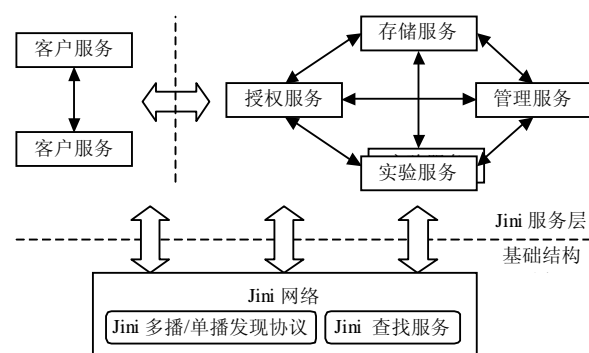 客户服务
客户服务
存储服务
授权服务
管理服务
实验服务
Jini 服务层
基础结构
Jini 网络
Jini 多播/单播发现协议
Jini 查找服务